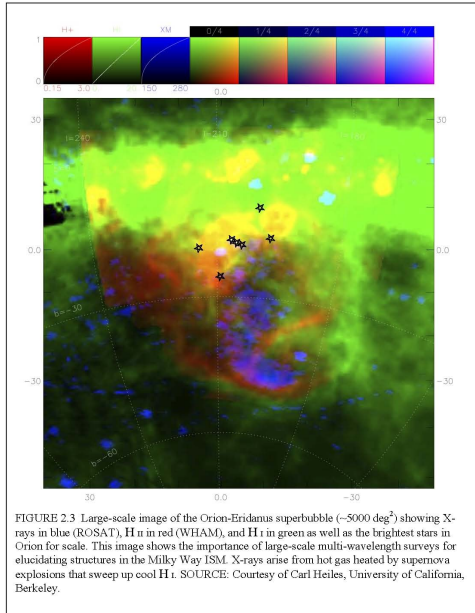 H+ XM 0/4 1/4 2/4 3/4 4/4
1
0
0.15 3.0 150 280 0.0
30 30
0.0 0.0
b=-30
-30 -30
b=-60
30 0.0 -30
FIGURE 2.3 Large-scale image of the Orion-Eridanus superbubble (~5000 deg²) showing X-
rays in blue (ROSAT), H II in red (WHAM), and H I in green as well as the brightest stars in
Orion for scale. This image shows the importance of large-scale multi-wavelength surveys for
elucidating structures in the Milky Way ISM. X-rays arise from hot gas heated by supernova
explosions that sweep up cool H I. SOURCE: Courtesy of Carl Heiles, University of California,
Berkeley.